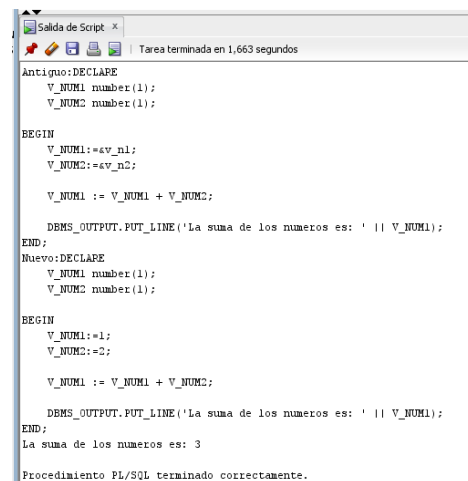 Salida de Script x
Tarea terminada en 1,663 segundos
Antiguo:DECLARE
    V_NUM1 number(1);
    V_NUM2 number(1);

BEGIN
    V_NUM1:=&v_n1;
    V_NUM2:=&v_n2;

    V_NUM1 := V_NUM1 + V_NUM2;

    DBMS_OUTPUT.PUT_LINE('La suma de los numeros es: ' || V_NUM1);
END;
Nuevo:DECLARE
    V_NUM1 number(1);
    V_NUM2 number(1);

BEGIN
    V_NUM1:=1;
    V_NUM2:=2;

    V_NUM1 := V_NUM1 + V_NUM2;

    DBMS_OUTPUT.PUT_LINE('La suma de los numeros es: ' || V_NUM1);
END;
La suma de los numeros es: 3

Procedimiento PL/SQL terminado correctamente.